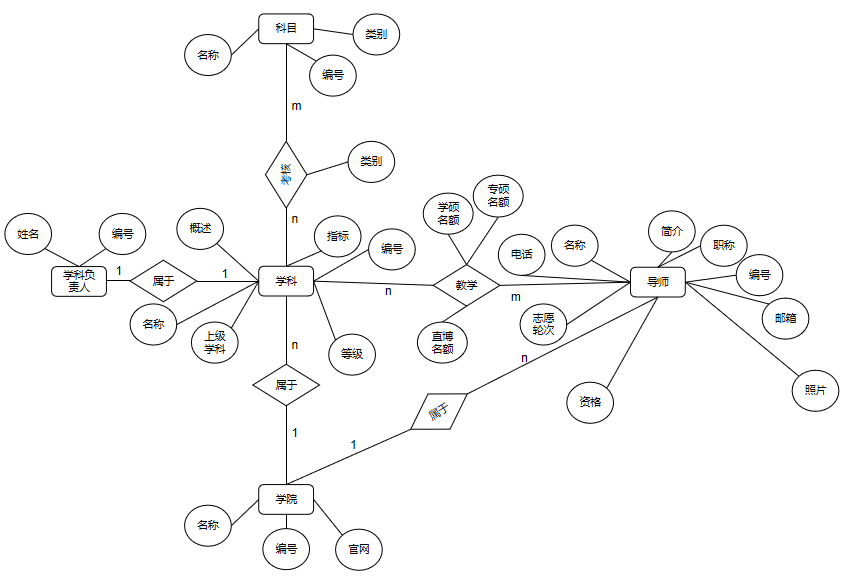 科目
类别
名称
编号
m
考核
类别
n
学硕
名额
专硕
名额
姓名
编号
概述
指标
编号
电话
名称
简介
职称
编号
学科负
责人
1
属于
1
学科
n
教学
m
导师
邮箱
名称
上级
学科
等级
直博
名额
志愿
轮次
n
n
属于
资格
照片
属于
1
1
学院
名称
编号
官网